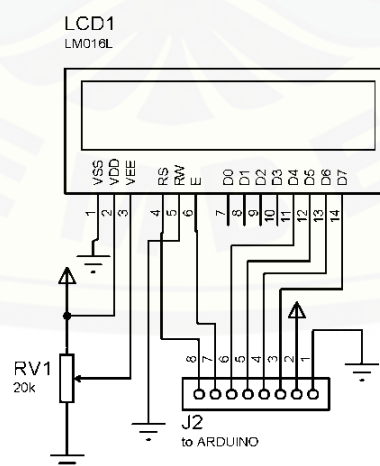 LCD1
LM016L
VSS VDD VEE RS RW E D0 D1 D2 D3 D4 D5 D6 D7
1 2 3 4 5 6 7 8 9 10 11 12 13 14
RV1
20k
8 7 6 5 4 3 2 1
J2
to ARDUINO